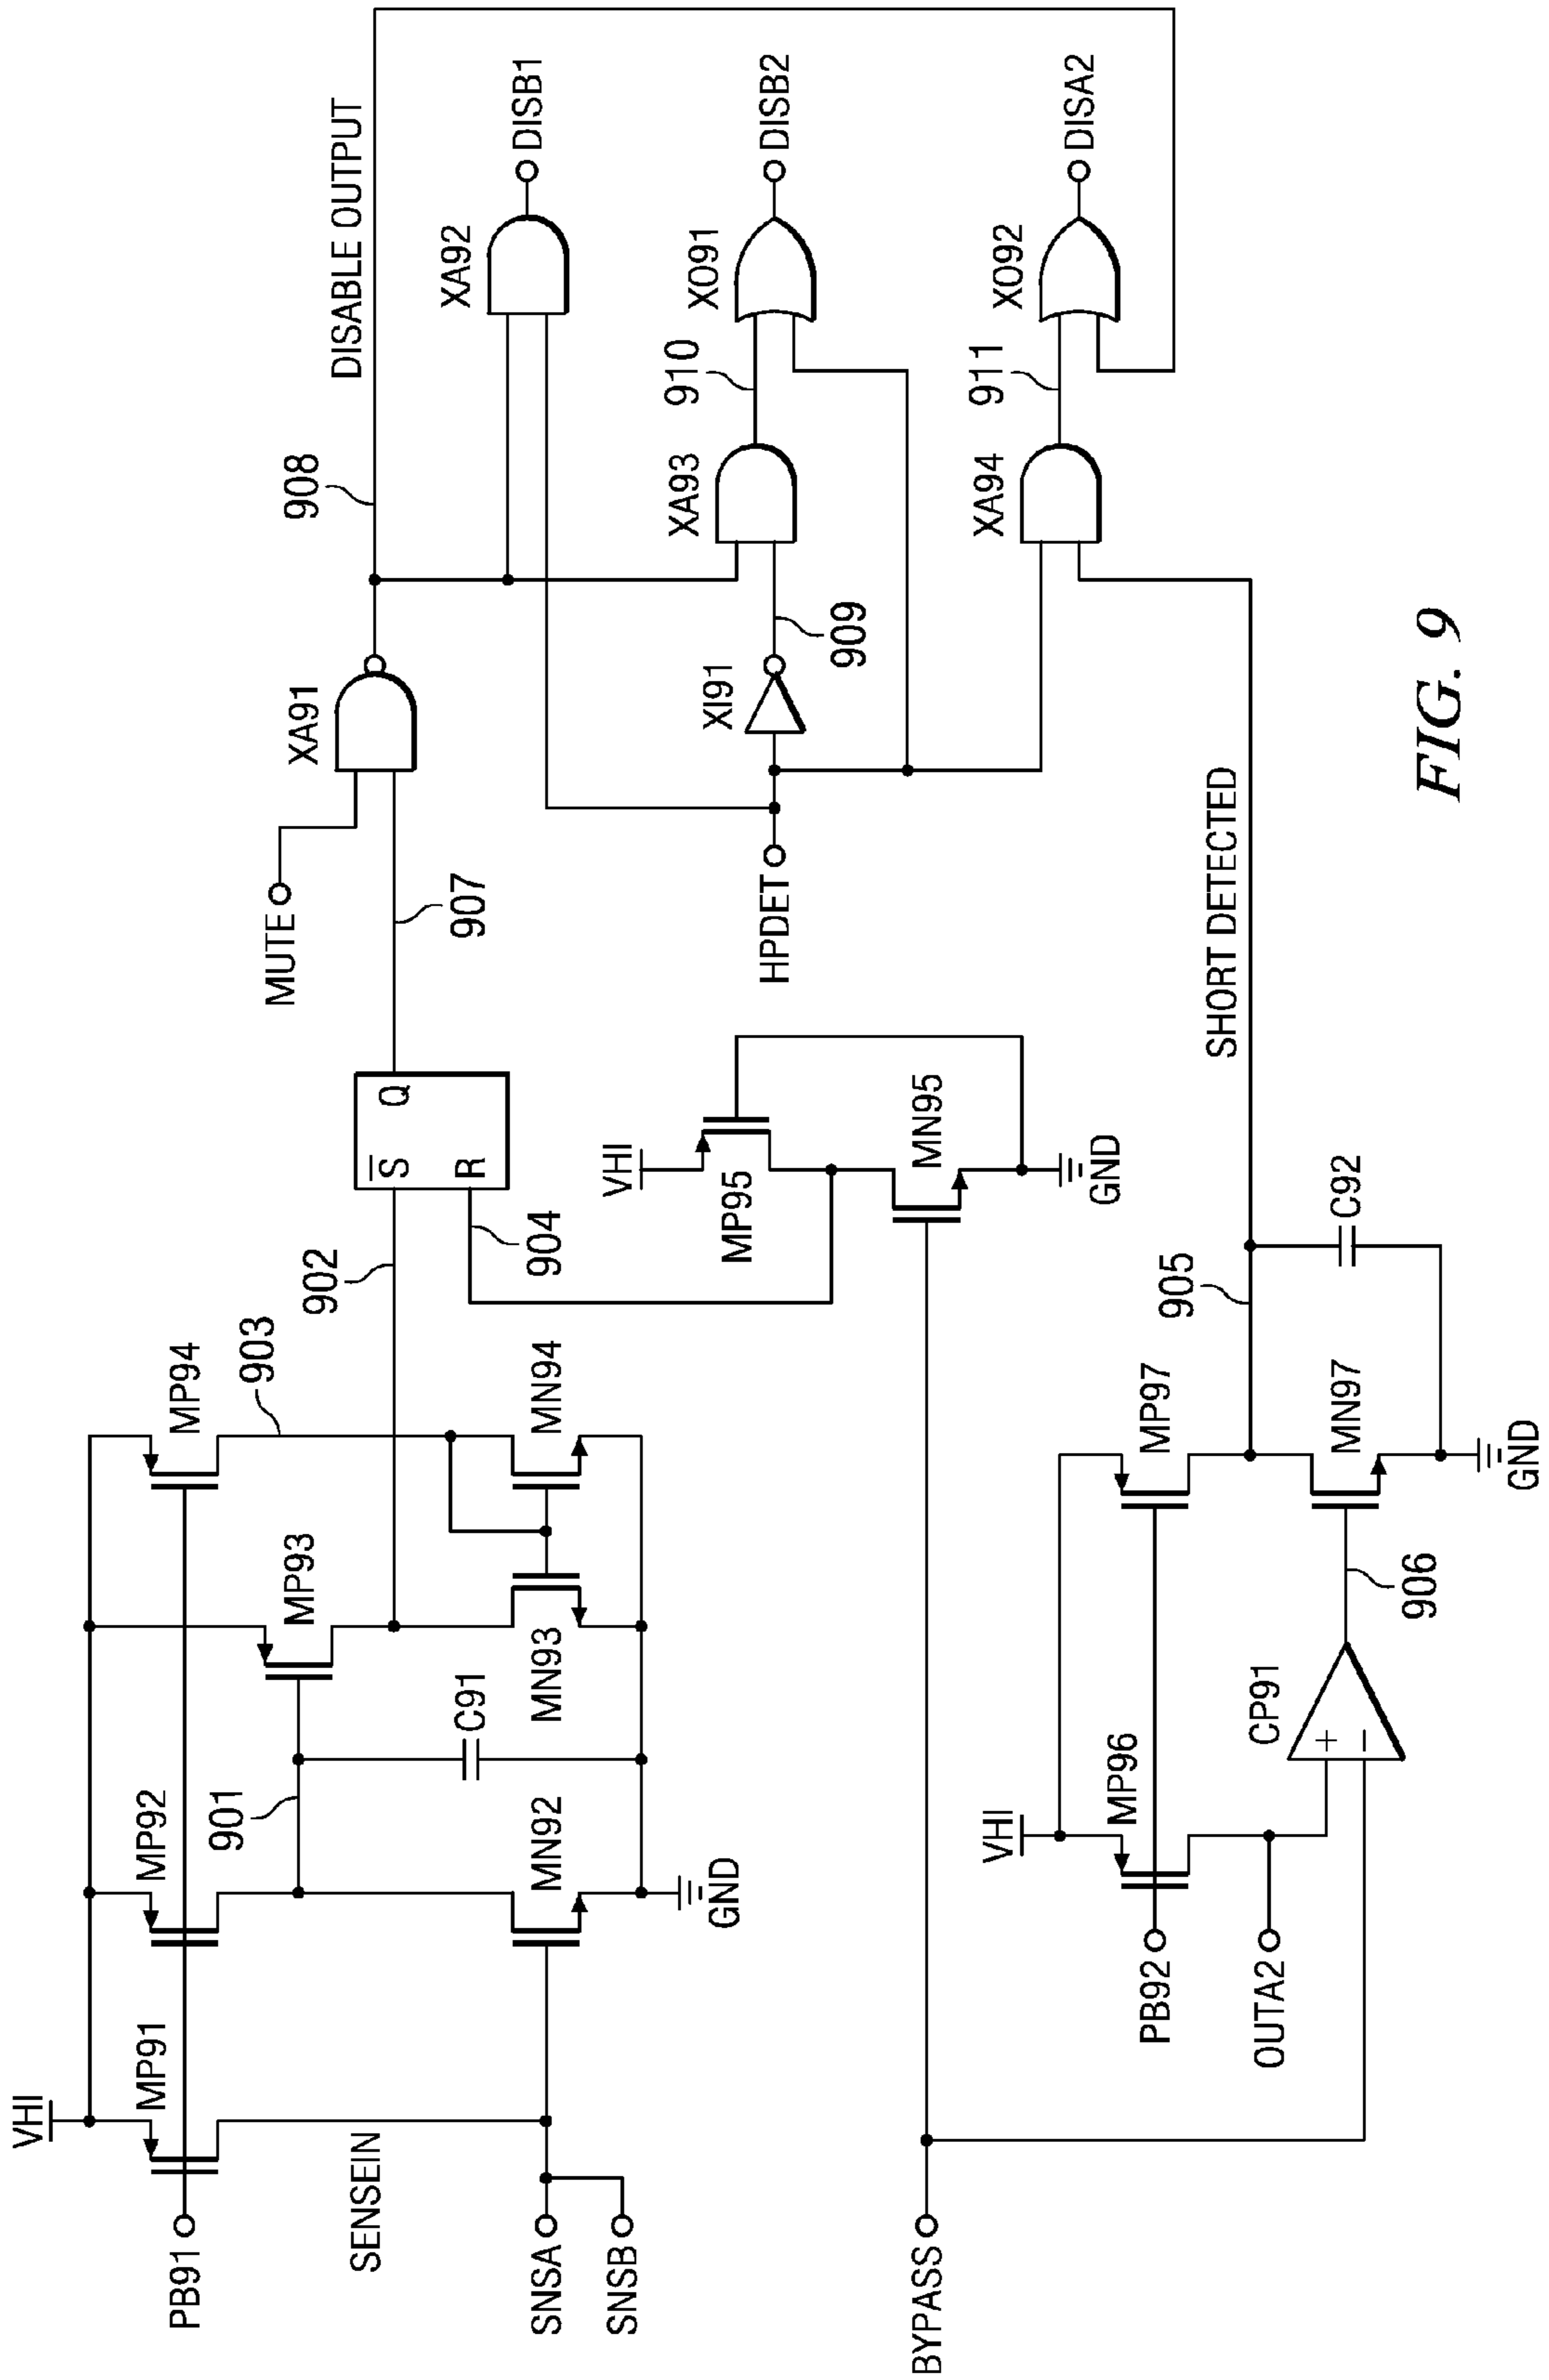 VHI
MP91
MP92
MP93
MP94
903
PB91
SENSEIN
901
C91
902
SNSA
SNSB
MN92
MN93
MN94
GND
S
R
Q
904
907
MUTE
XA91
908
DISABLE OUTPUT
XA92
DISB1
VHI
MP95
MN95
GND
HPDET
XI91
909
XA93
910
XO91
DISB2
BYPASS
VHI
MP96
MP97
905
SHORT DETECTED
XA94
911
XO92
DISA2
PB92
OUTA2
CP91
+
−
906
MN97
C92
GND
FIG. 9